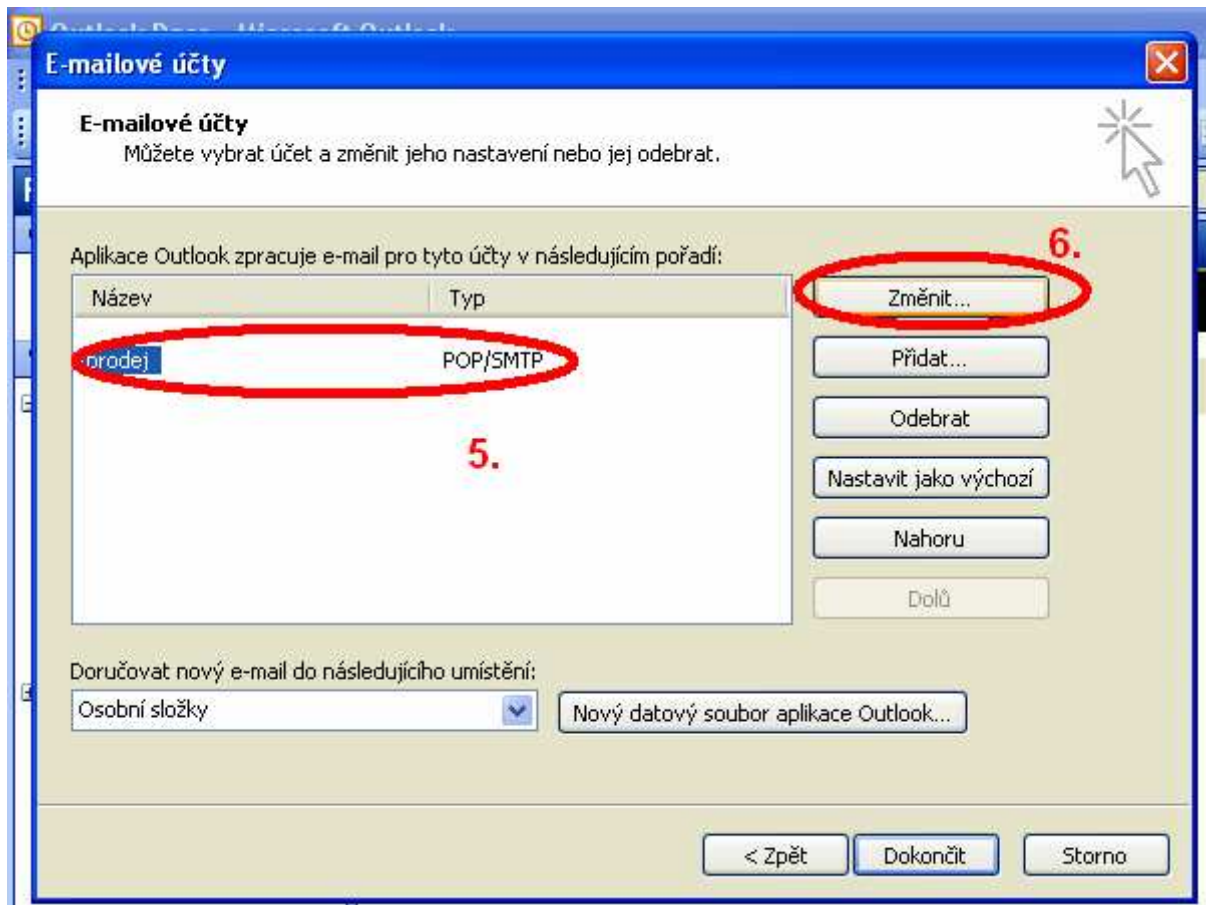 E-mailové účty
E-mailové účty
Můžete vybrat účet a změnit jeho nastavení nebo jej odebrat.
6.
Aplikace Outlook zpracuje e-mail pro tyto účty v následujícím pořadí:
Název Typ
Změnit...
prodej POP/SMTP
Přidat...
Odebrat
5.
Nastavit jako výchozí
Nahoru
Dolů
Doručovat nový e-mail do následujícího umístění:
Osobní složky
Nový datový soubor aplikace Outlook...
< Zpět Dokončit Storno